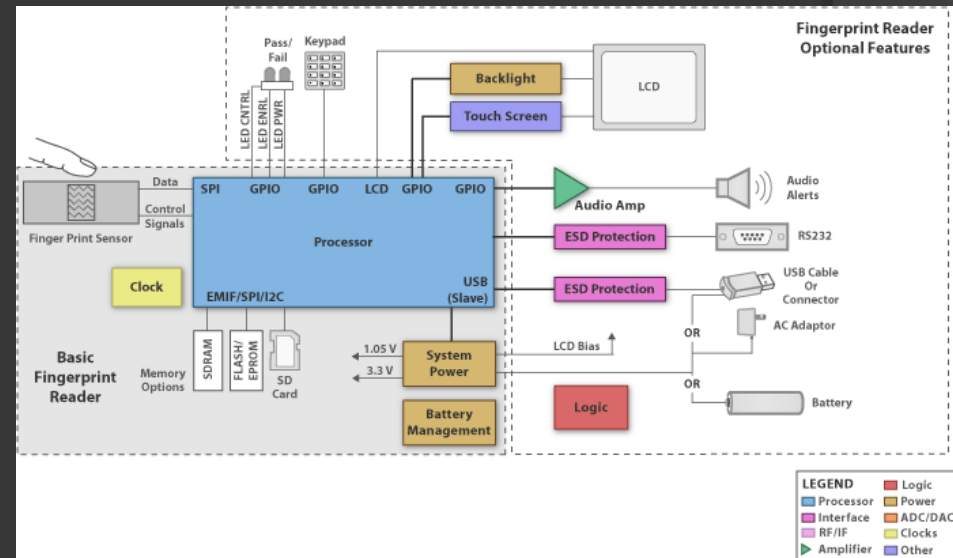 Fingerprint Reader
Optional Features
Pass/
Fail
Keypad
LED CNTRL
LED ENRL
LED PWR
Backlight
Touch Screen
LCD
Data
Control
Signals
Finger Print Sensor
SPI
GPIO
GPIO
LCD
GPIO
GPIO
Processor
EMIF/SPI/I2C
USB
(Slave)
Audio Amp
Audio
Alerts
ESD Protection
RS232
ESD Protection
USB Cable
Or
Connector
OR
AC Adaptor
OR
Battery
Clock
Basic
Fingerprint
Reader
Memory
Options
SDRAM
FLASH/
EPROM
SD
Card
1.05 V
3.3 V
System
Power
LCD Bias
Battery
Management
Logic
LEGEND
Processor
Interface
RF/IF
Amplifier
Logic
Power
ADC/DAC
Clocks
Other